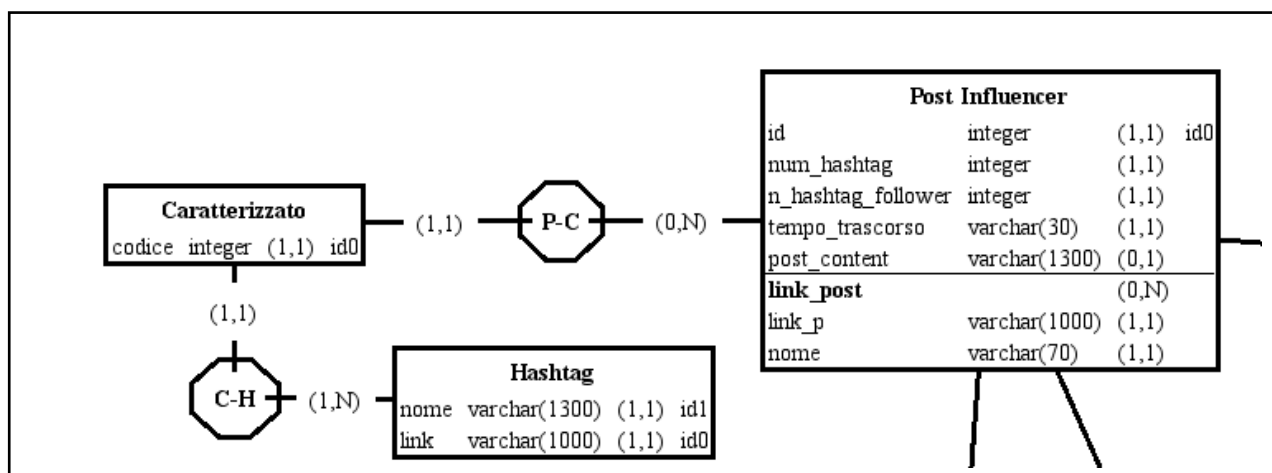 Post Influencer
id integer (1,1) id0
num_hashtag integer (1,1)
n_hashtag_follower integer (1,1)
tempo_trascorso varchar(30) (1,1)
post_content varchar(1300) (0,1)
link_post (0,N)
link_p varchar(1000) (1,1)
nome varchar(70) (1,1)
Caratterizzato
codice integer (1,1) id0
(1,1) P-C (0,N)
(1,1)
C-H (1,N)
Hashtag
nome varchar(1300) (1,1) id1
link varchar(1000) (1,1) id0